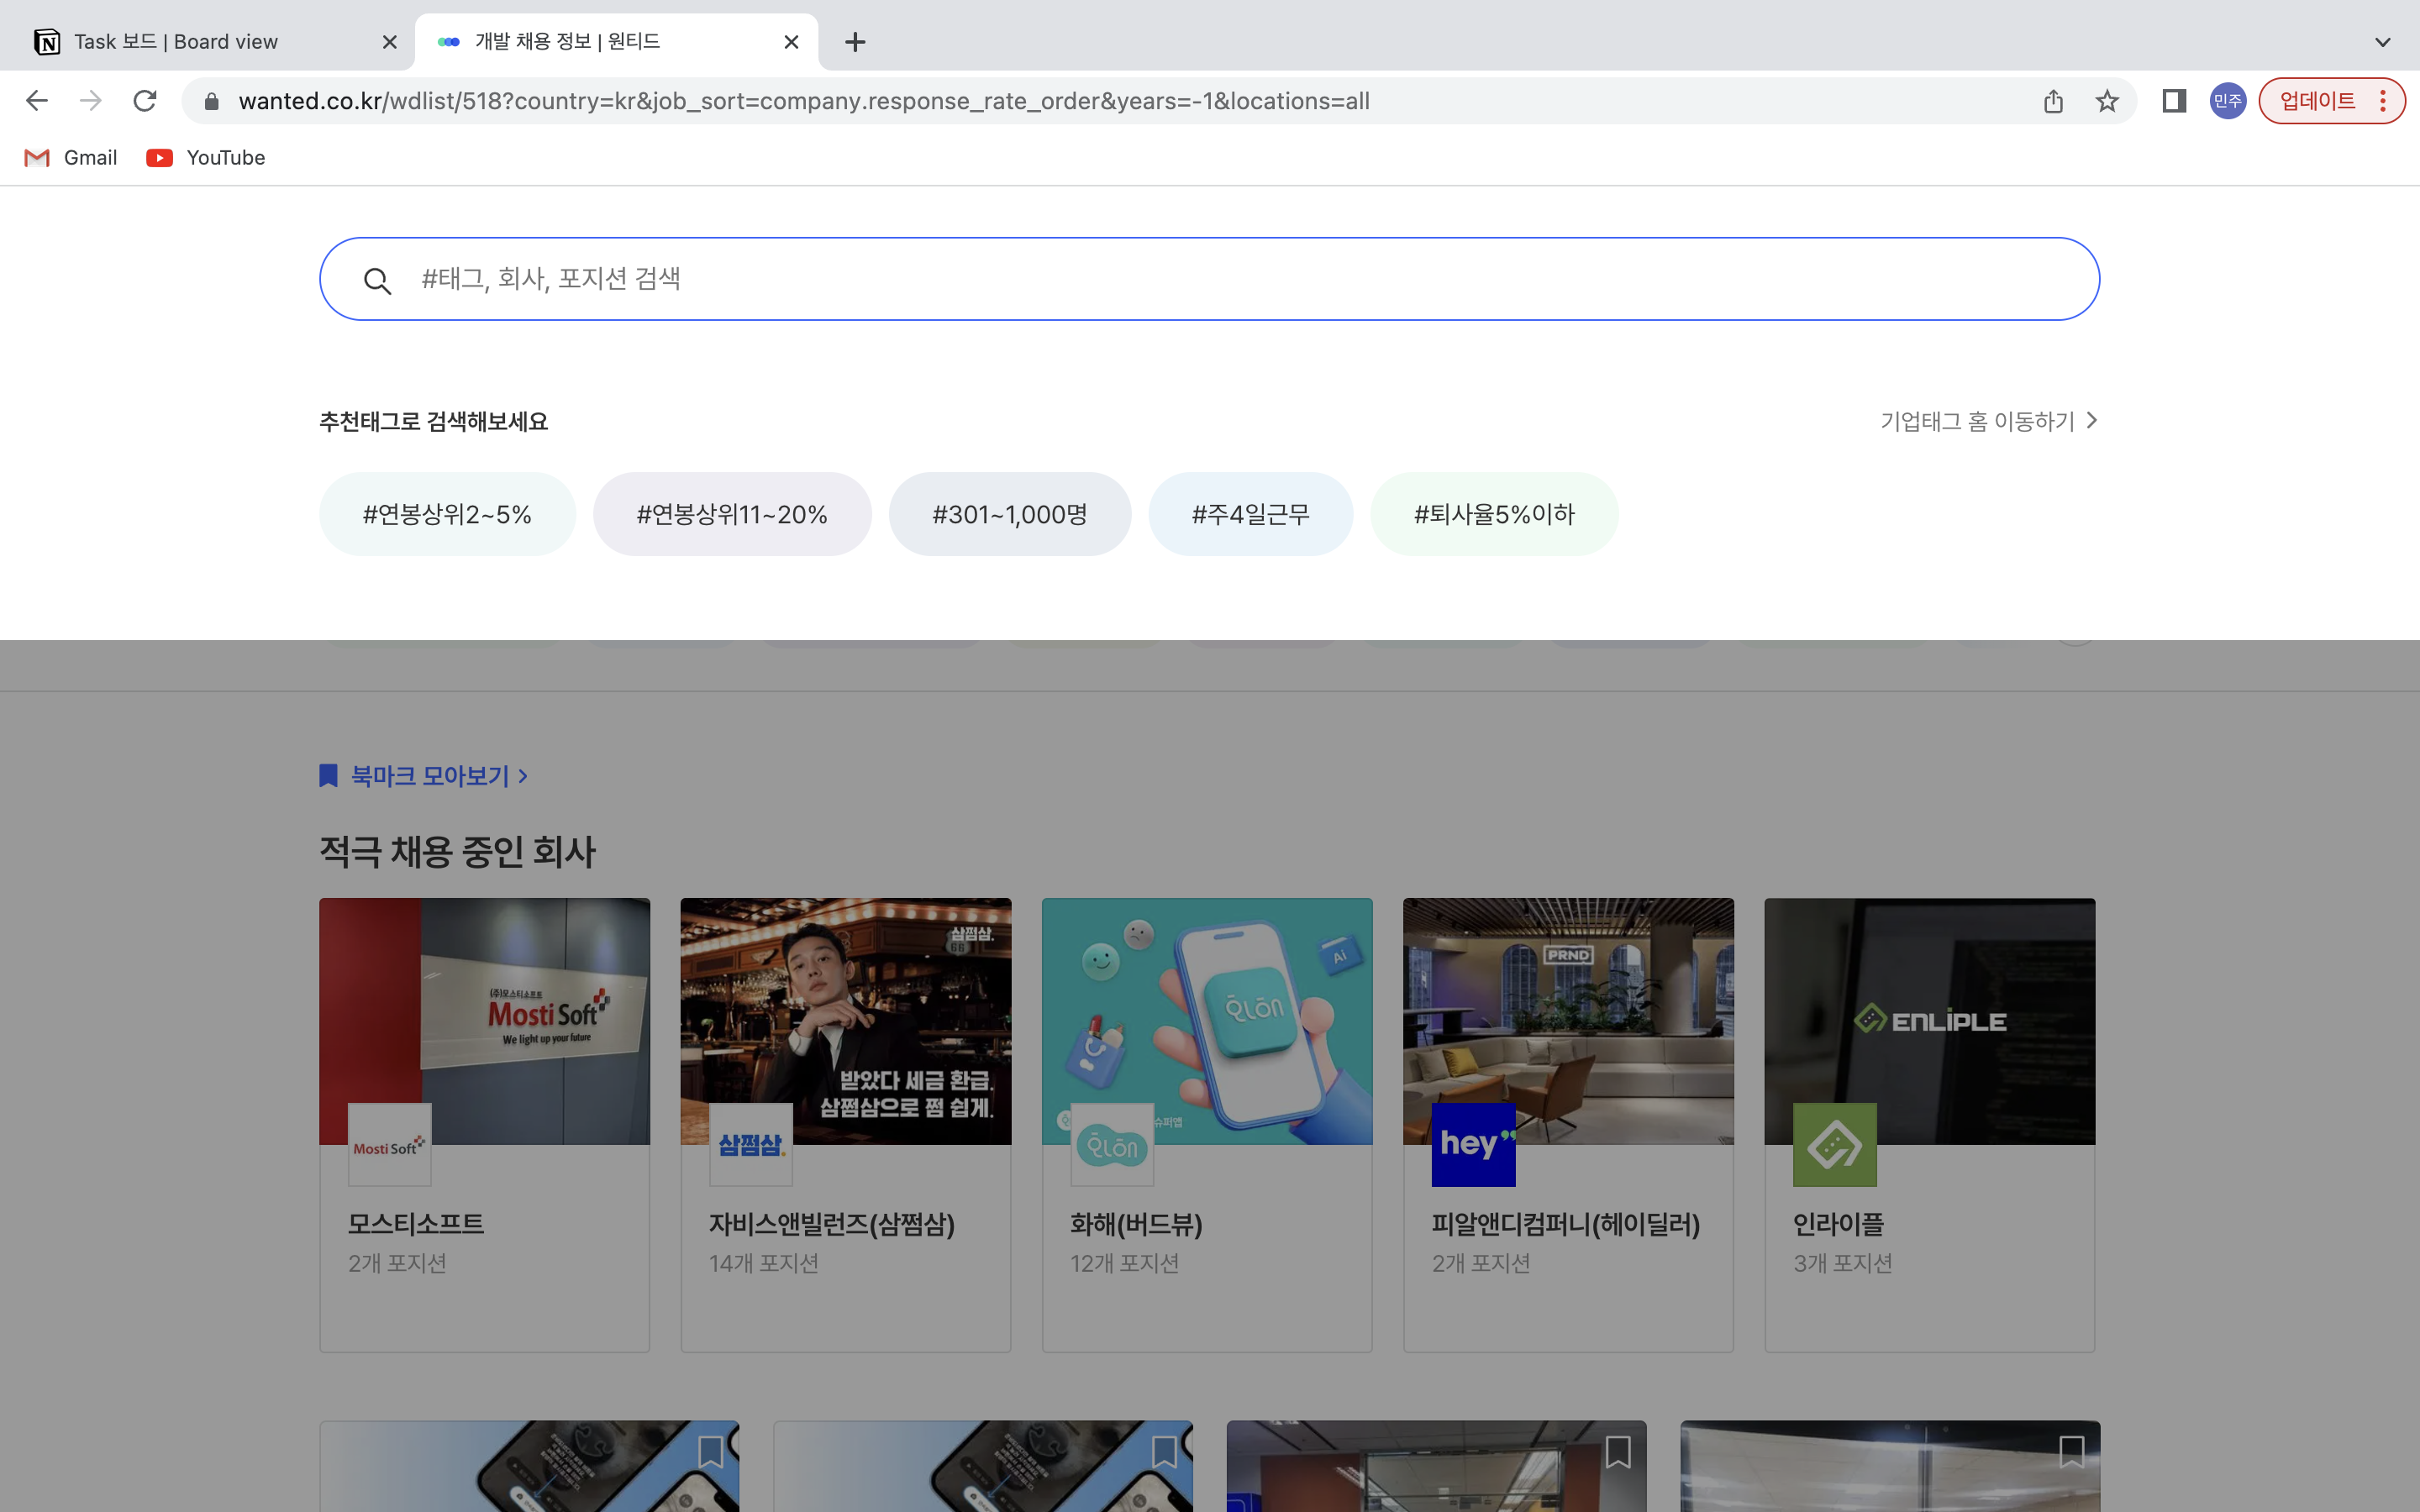 Task 보드 | Board view
개발 채용 정보 | 원티드
wanted.co.kr/wdlist/518?country=kr&job_sort=company.response_rate_order&years=-1&locations=all
민주
업데이트
Gmail
YouTube
#태그, 회사, 포지션 검색
추천태그로 검색해보세요
기업태그 홈 이동하기
#연봉상위2~5%
#연봉상위11~20%
#301~1,000명
#주4일근무
#퇴사율5%이하
북마크 모아보기
적극 채용 중인 회사
(주)모스티소프트
Mosti Soft
We light up your future
Mosti Soft
모스티소프트
2개 포지션
삼쩜삼.
66
받았다 세금 환급.
삼쩜삼으로 쩜 쉽게.
삼쩜삼.
자비스앤빌런즈(삼쩜삼)
14개 포지션
Ai
슈퍼앱
화해(버드뷰)
12개 포지션
PRND
hey
피알앤디컴퍼니(헤이딜러)
2개 포지션
ENLIPLE
인라이플
3개 포지션